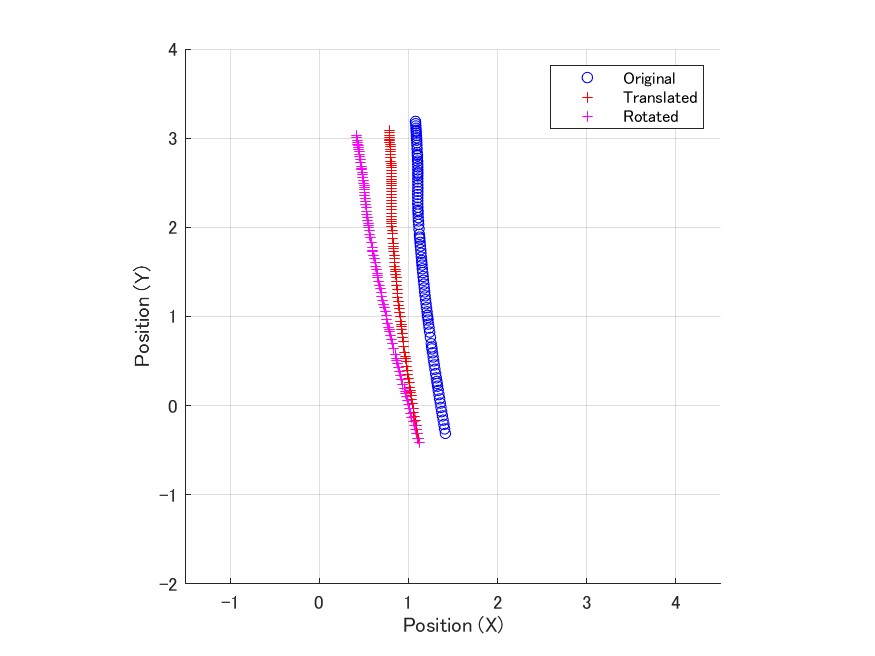 4
3
2
1
0
−1
−2
−1
0
1
2
3
4
Position (Y)
Position (X)
Original
Translated
Rotated